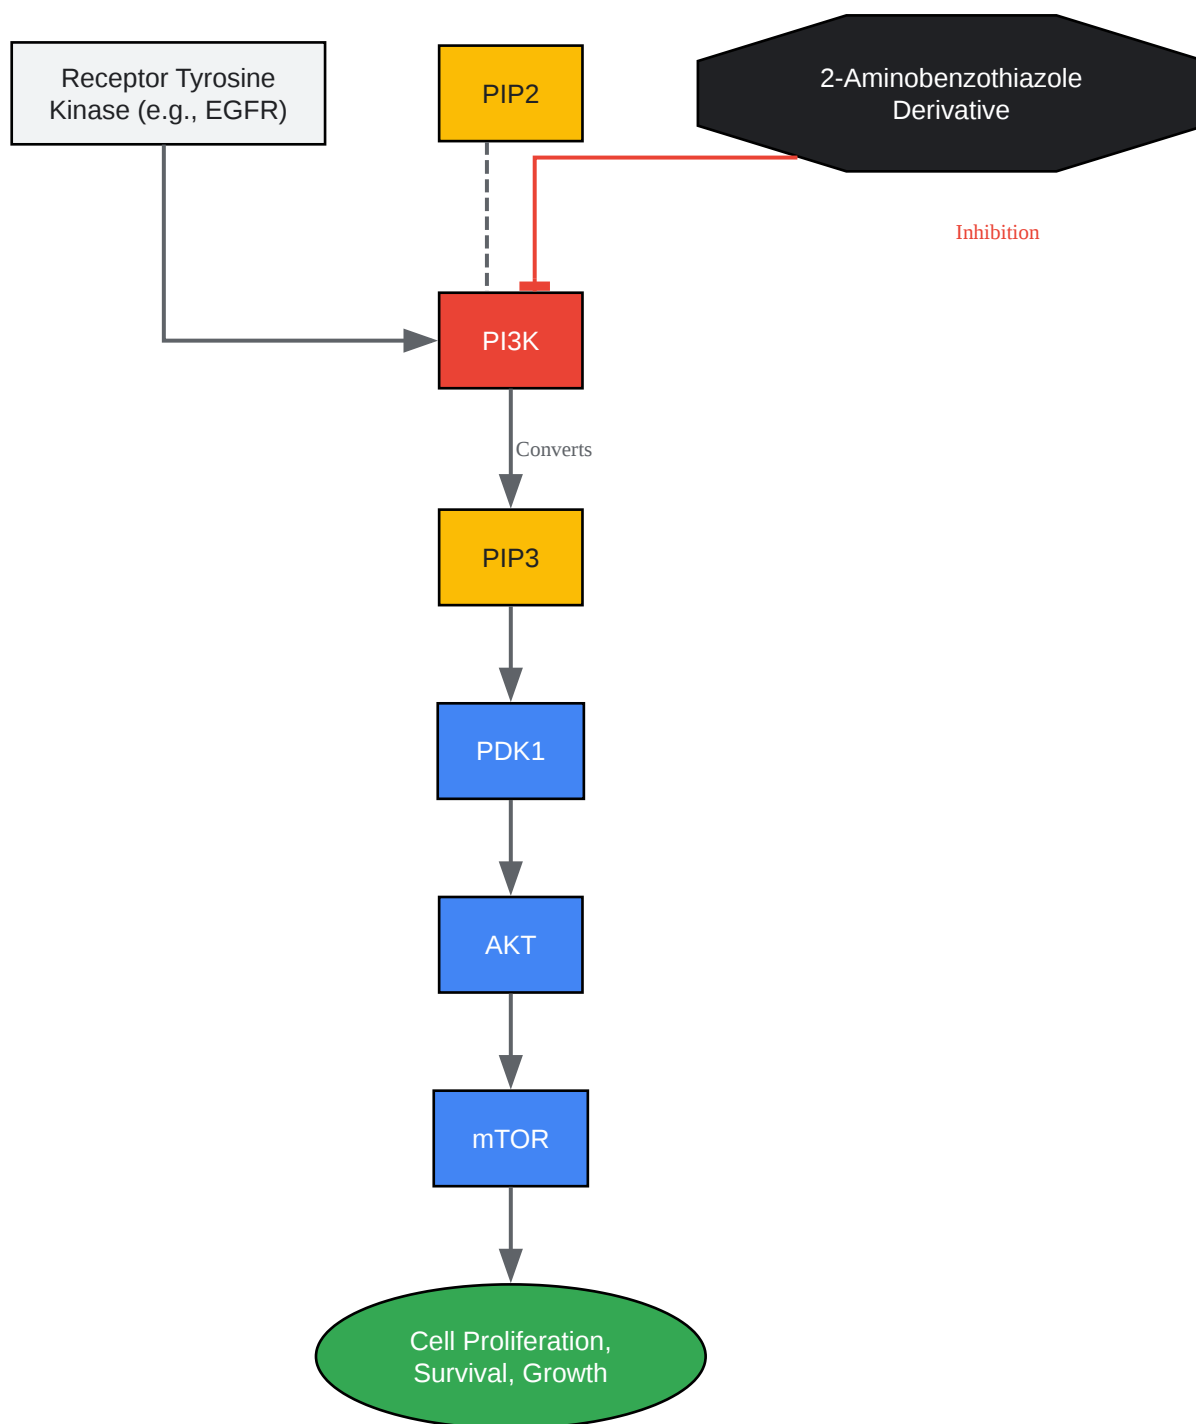 Receptor Tyrosine
Kinase (e.g., EGFR)
PIP2
2-Aminobenzothiazole
Derivative
Inhibition
PI3K
Converts
PIP3
PDK1
AKT
mTOR
Cell Proliferation,
Survival, Growth